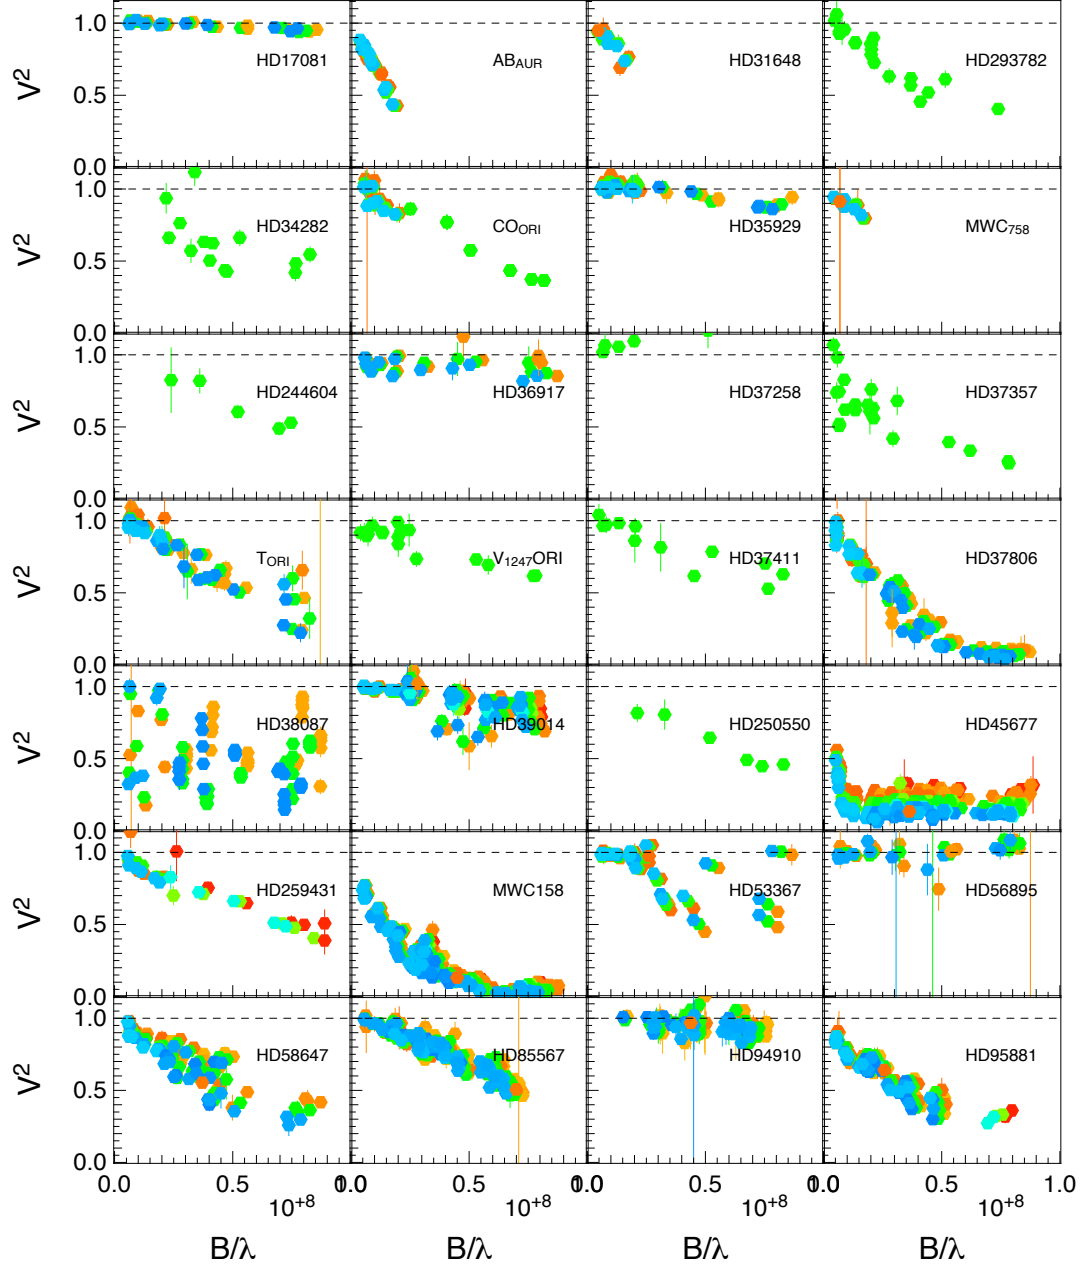 V² 1.0 0.5 0.0 HD17081 AB_AUR HD31648 HD293782
V² 1.0 0.5 0.0 HD34282 CO_ORI HD35929 MWC_758
V² 1.0 0.5 0.0 HD244604 HD36917 HD37258 HD37357
V² 1.0 0.5 0.0 T_ORI V_1247ORI HD37411 HD37806
V² 1.0 0.5 0.0 HD38087 HD39014 HD250550 HD45677
V² 1.0 0.5 0.0 HD259431 MWC158 HD53367 HD56895
V² 1.0 0.5 0.0 HD58647 HD85567 HD94910 HD95881
0.0 0.5 0.0 0.5 0.0 0.5 0.0 0.5 1.0
10⁺⁸ 10⁺⁸ 10⁺⁸ 10⁺⁸
B/λ B/λ B/λ B/λ